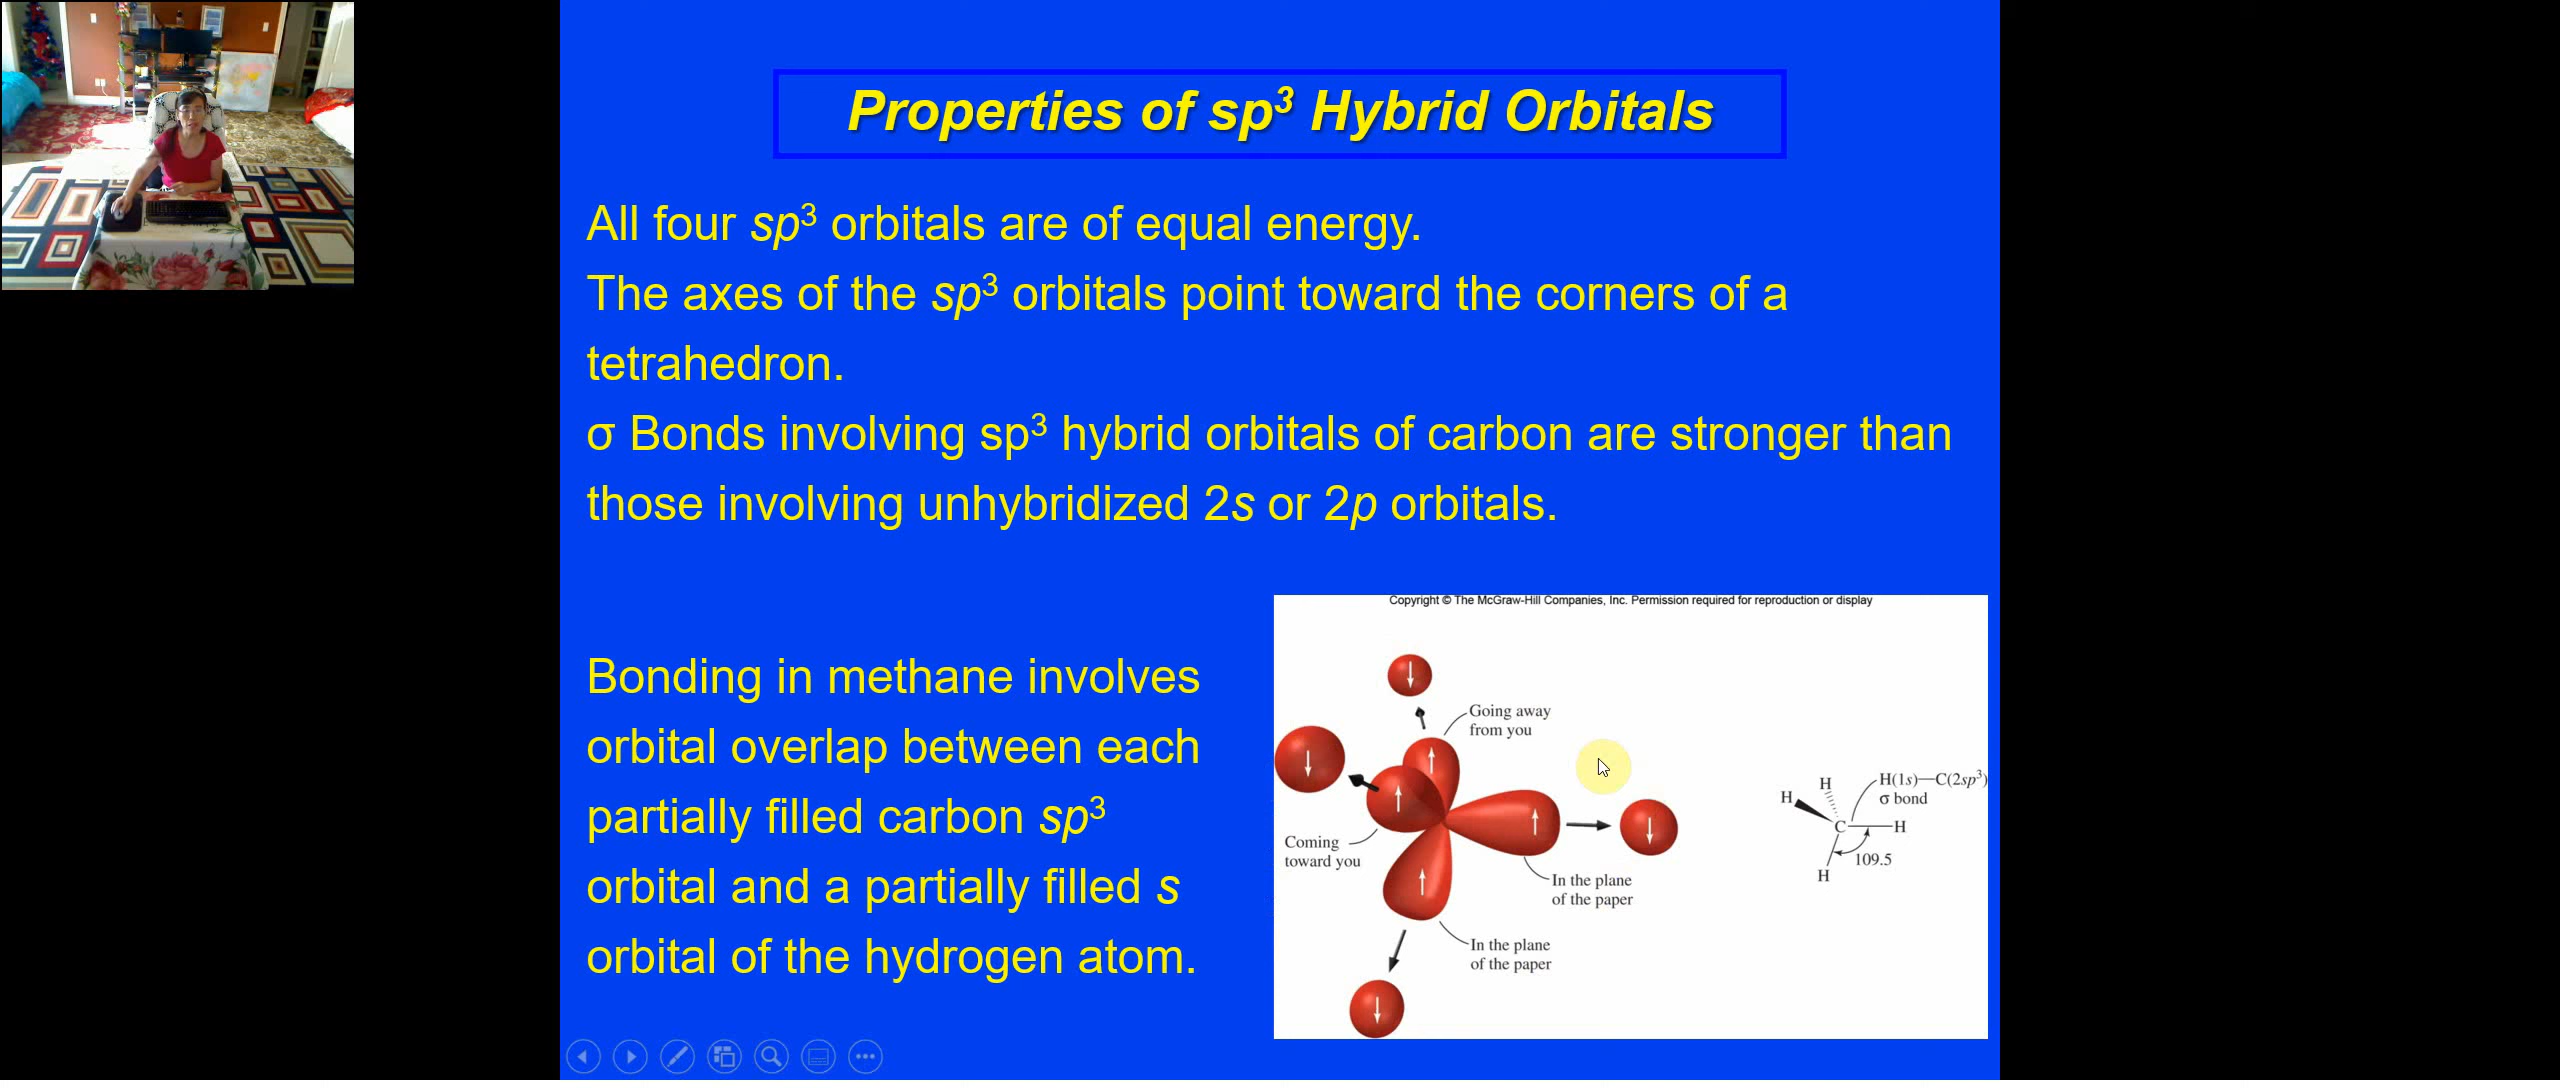 Properties of sp³ Hybrid Orbitals
All four sp³ orbitals are of equal energy.
The axes of the sp³ orbitals point toward the corners of a
tetrahedron.
σ Bonds involving sp³ hybrid orbitals of carbon are stronger than
those involving unhybridized 2s or 2p orbitals.
Bonding in methane involves
orbital overlap between each
partially filled carbon sp³
orbital and a partially filled s
orbital of the hydrogen atom.
Copyright © The McGraw-Hill Companies, Inc. Permission required for reproduction or display
Going away
from you
Coming
toward you
In the plane
of the paper
In the plane
of the paper
H
H
H(1s)—C(2sp³)
σ bond
C
H
109.5
H